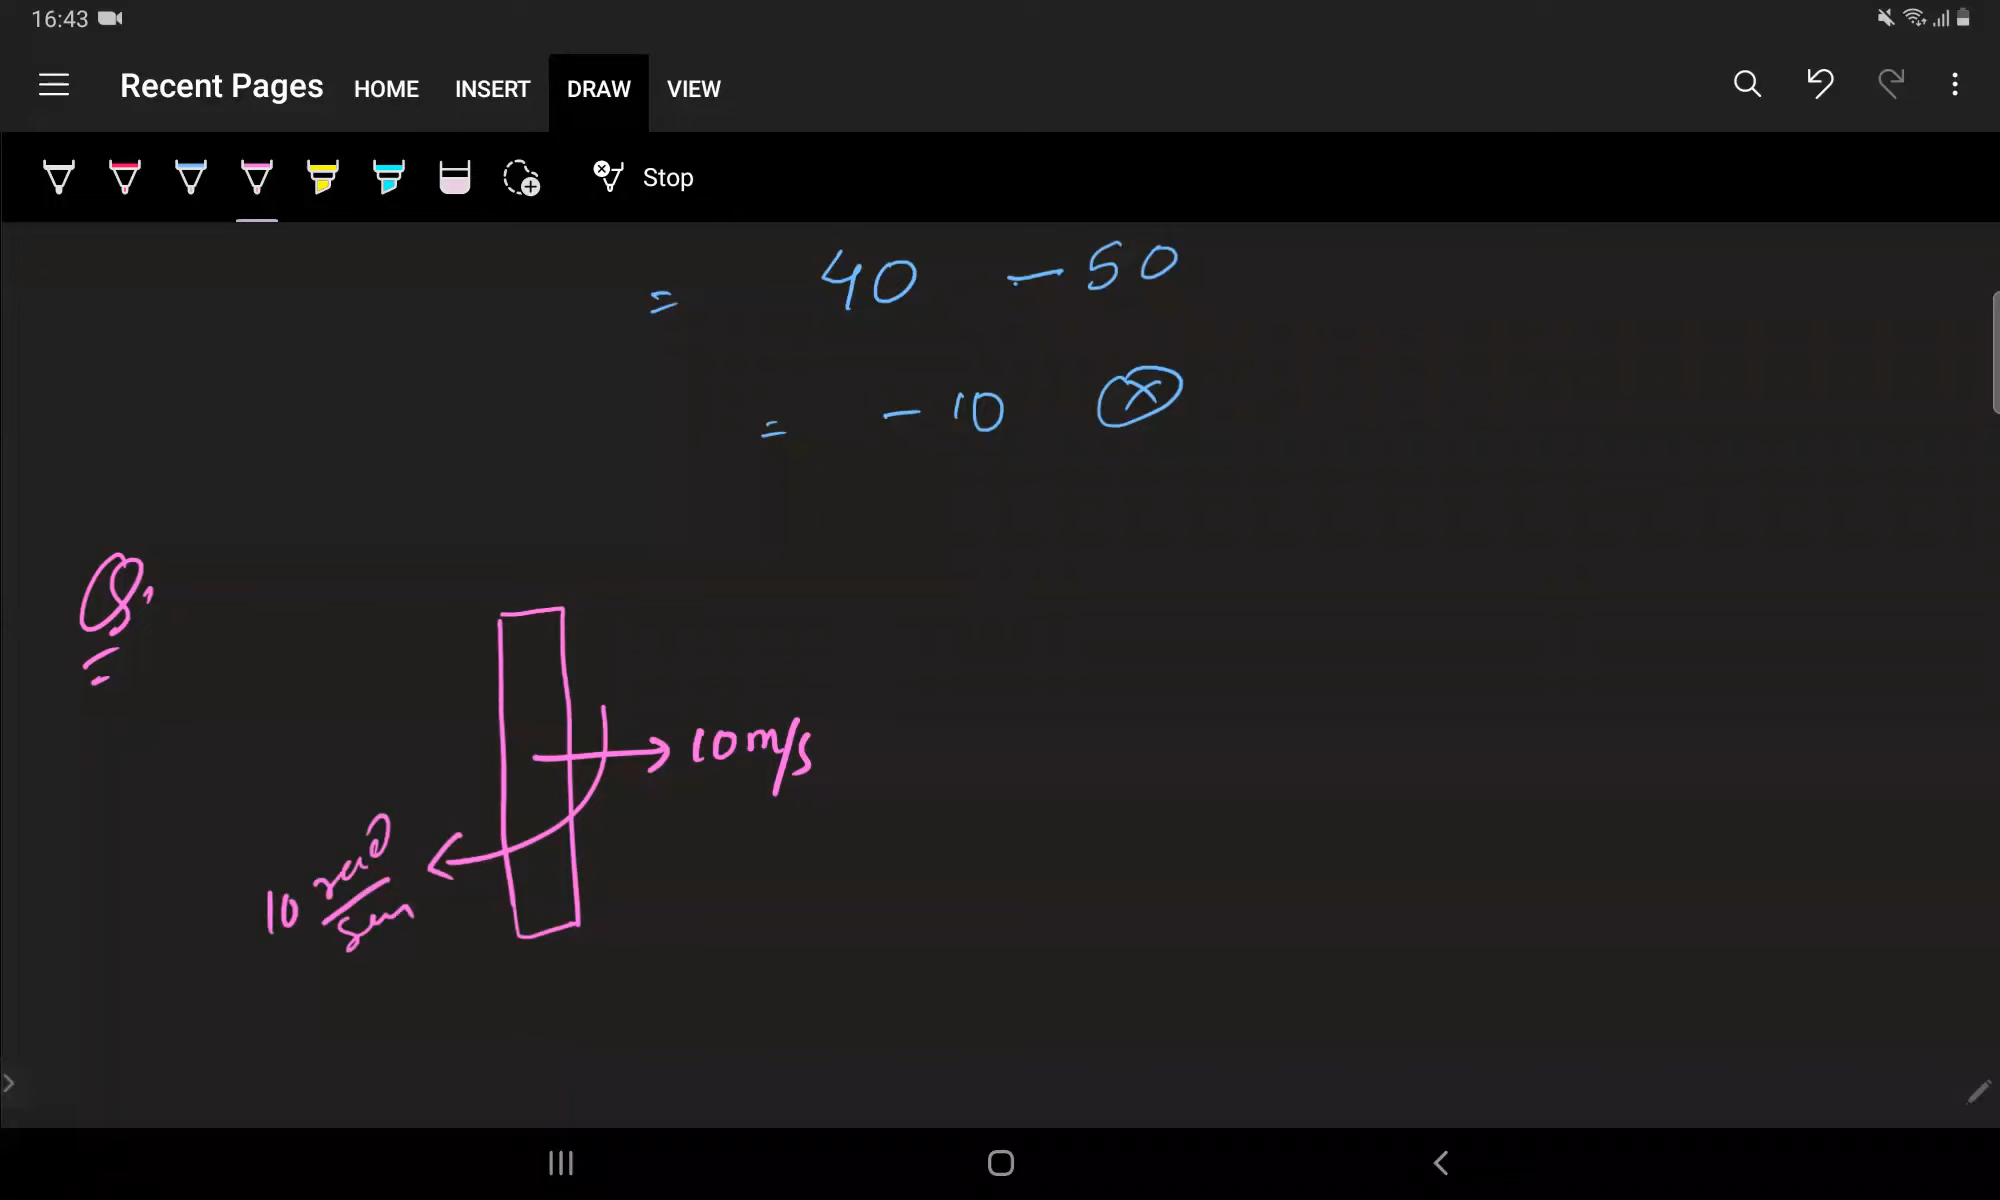 16:43
Recent Pages HOME INSERT DRAW VIEW
Stop
= 40 - 50
= - 10 (x)
Q.
10 m/s
10 rad/sec